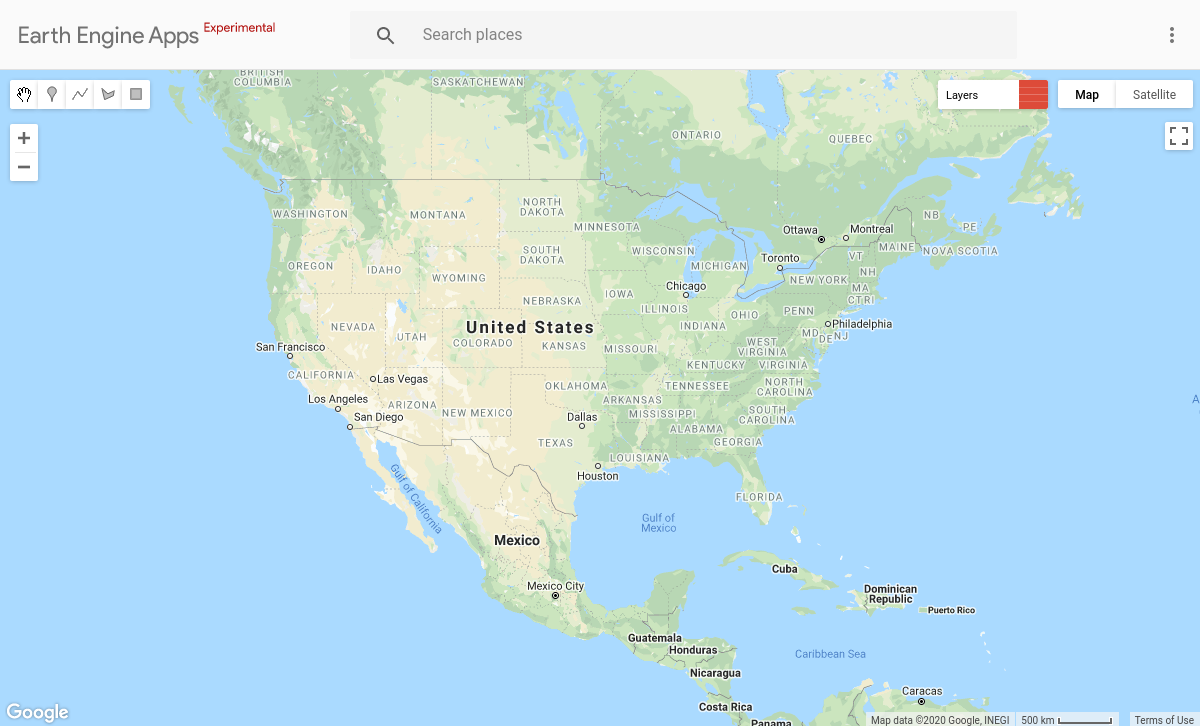 Earth Engine Apps Experimental
Search places
Layers
Map
Satellite
+
−
BRITISH
COLUMBIA
SASKATCHEWAN
ONTARIO
QUEBEC
WASHINGTON
MONTANA
NORTH
DAKOTA
MINNESOTA
NB
PE
Ottawa
Montreal
MAINE
NOVA SCOTIA
OREGON
IDAHO
SOUTH
DAKOTA
WISCONSIN
MICHIGAN
Toronto
VT
NH
WYOMING
NEW YORK
MA
CT
RI
Chicago
NEBRASKA
IOWA
ILLINOIS
INDIANA
OHIO
PENN
NEVADA
UTAH
United States
COLORADO
KANSAS
MISSOURI
WEST
VIRGINIA
MD
DE
NJ
Philadelphia
San Francisco
CALIFORNIA
Las Vegas
KENTUCKY
VIRGINIA
Los Angeles
ARIZONA
NEW MEXICO
OKLAHOMA
ARKANSAS
TENNESSEE
NORTH
CAROLINA
San Diego
Dallas
MISSISSIPPI
SOUTH
CAROLINA
ALABAMA
GEORGIA
TEXAS
LOUISIANA
Houston
FLORIDA
Gulf of California
Gulf of
Mexico
Mexico
Mexico City
Cuba
Dominican
Republic
Puerto Rico
Guatemala
Honduras
Nicaragua
Caribbean Sea
Costa Rica
Panama
Caracas
A
Google
Map data ©2020 Google, INEGI
500 km
Terms of Use